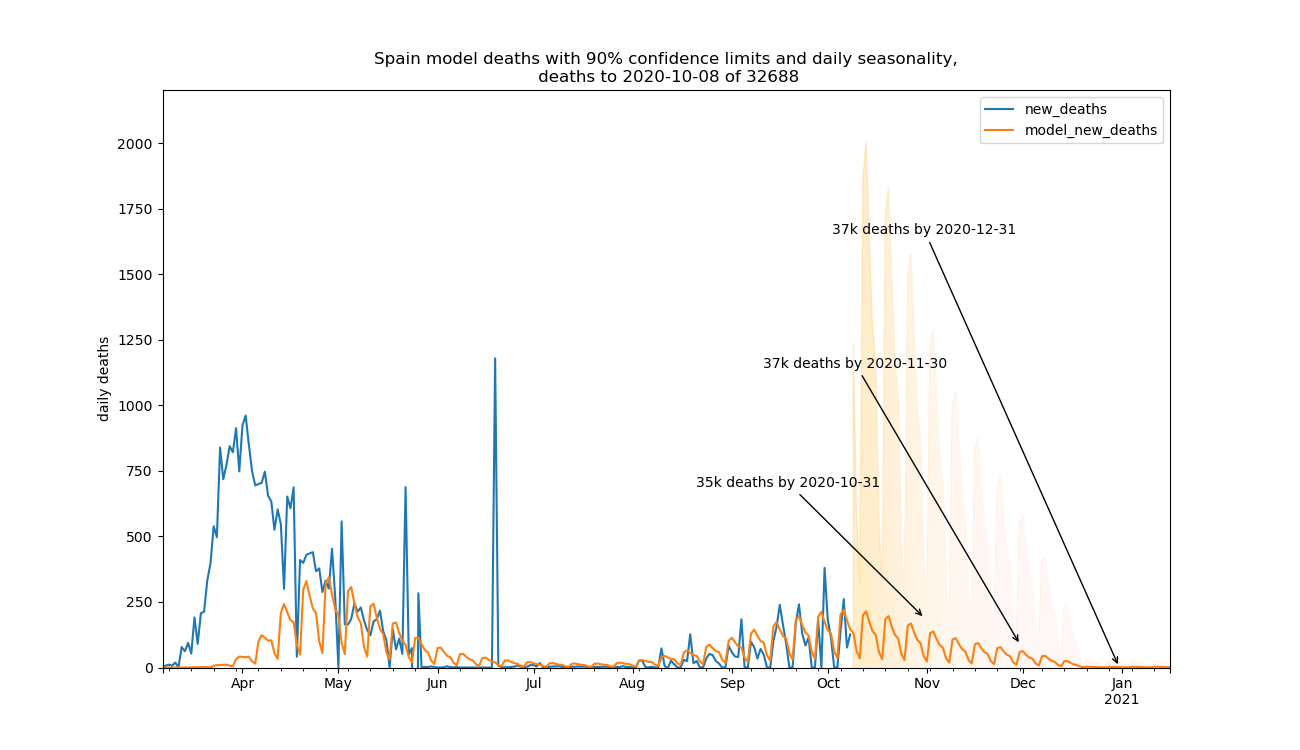 Spain model deaths with 90% confidence limits and daily seasonality,
deaths to 2020-10-08 of 32688
new_deaths
model_new_deaths
daily deaths
2000
1750
1500
1250
1000
750
500
250
0
37k deaths by 2020-12-31
37k deaths by 2020-11-30
35k deaths by 2020-10-31
Apr May Jun Jul Aug Sep Oct Nov Dec Jan
2021